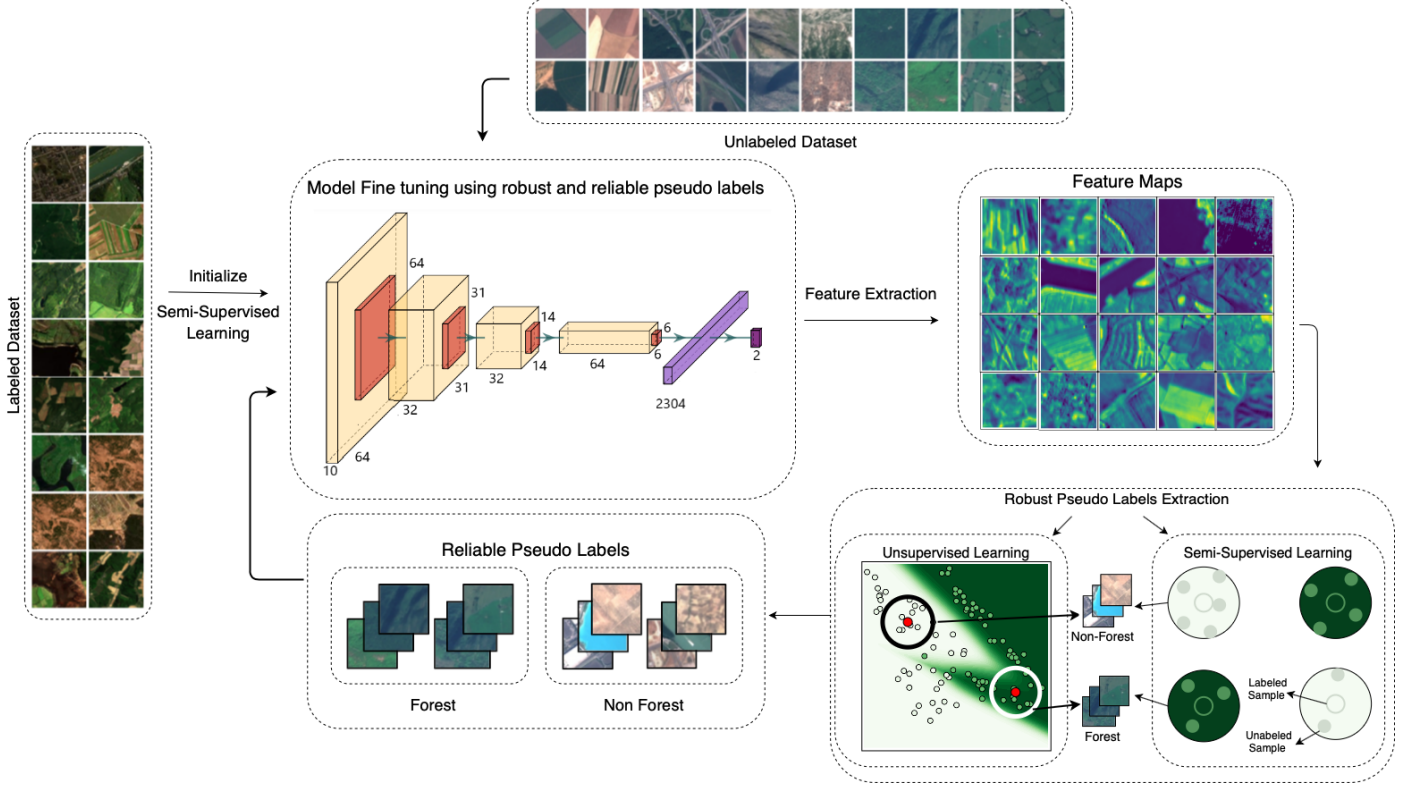 Unlabeled Dataset
Labeled Dataset
Initialize
Semi-Supervised
Learning
Model Fine tuning using robust and reliable pseudo labels
64
31
14
6
2
6
64
14
32
31
32
2304
64
10
Feature Extraction
Feature Maps
Robust Pseudo Labels Extraction
Unsupervised Learning
Semi-Supervised Learning
Non-Forest
Forest
Labeled
Sample
Unabeled
Sample
Reliable Pseudo Labels
Forest
Non Forest